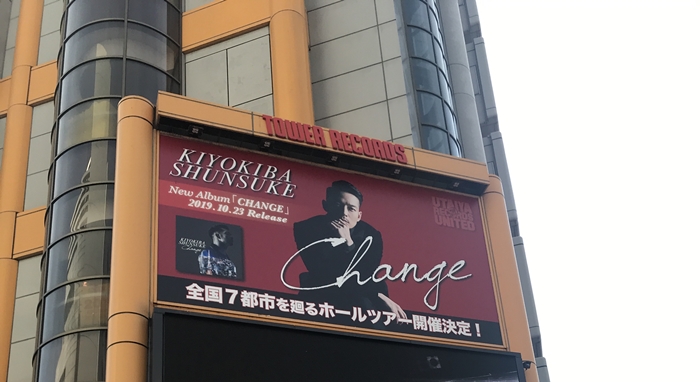 TOWER RECORDS
KIYOKIBA
SHUNSUKE
New Album「CHANGE」
2019.10.23 Release
UTAIYA
RECORDS
UNITED
Change
全国7都市を廻るホールツアー開催決定！